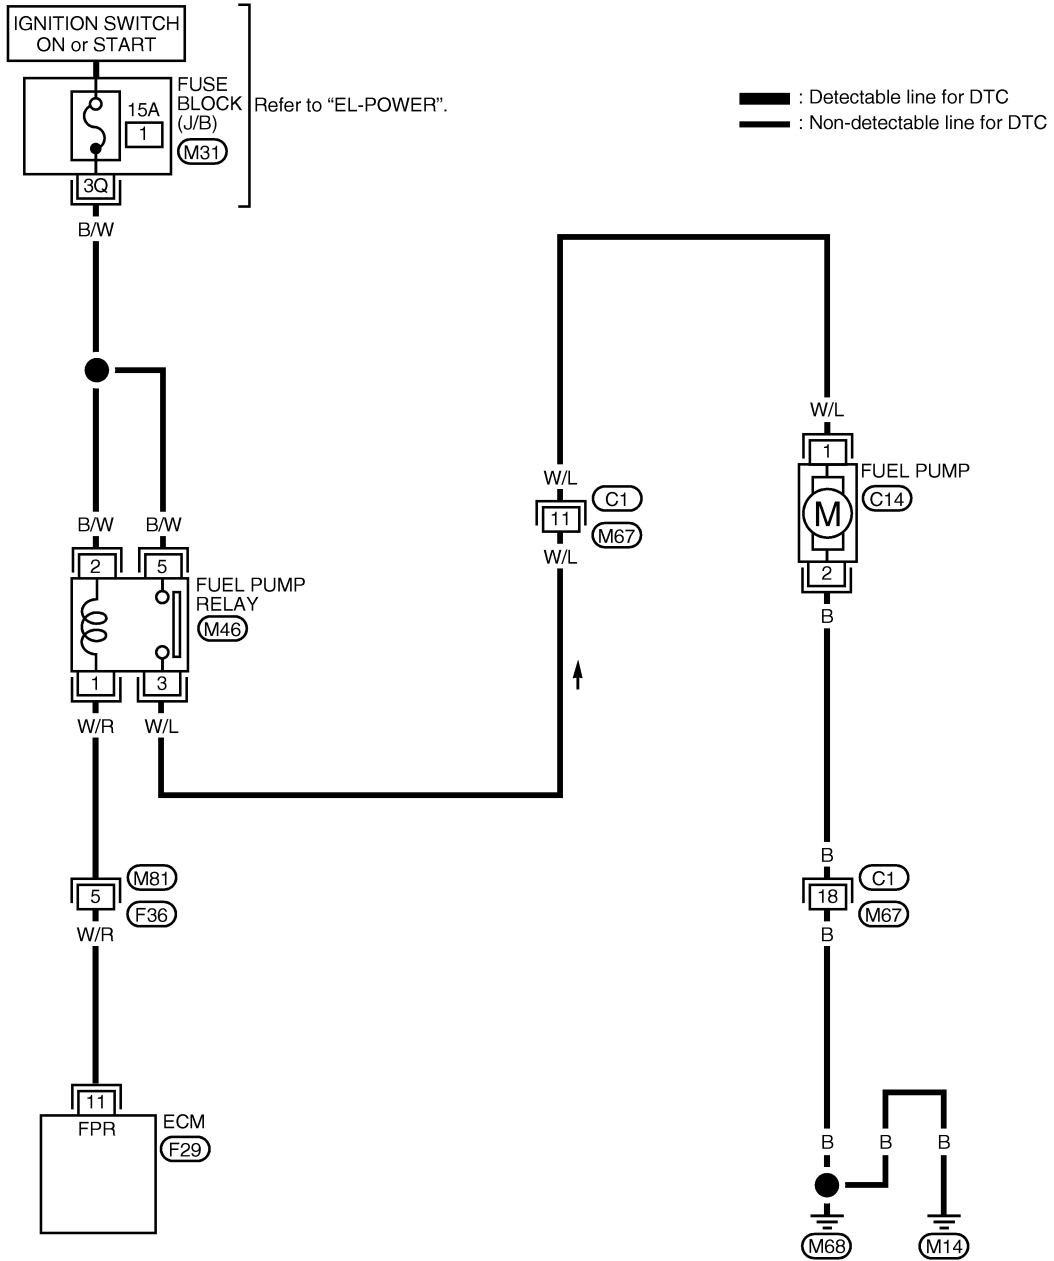 IGNITION SWITCH
ON or START
FUSE
BLOCK
(J/B)
M31
15A
1
3Q
Refer to “EL-POWER”.
: Detectable line for DTC
: Non-detectable line for DTC
B/W
B/W
B/W
2
5
FUEL PUMP
RELAY
M46
1
3
W/R
W/L
M81
5
F36
W/R
11
FPR
ECM
F29
W/L
C1
11
M67
W/L
W/L
1
FUEL PUMP
C14
M
2
B
B
C1
18
M67
B
B
B
B
M68
M14